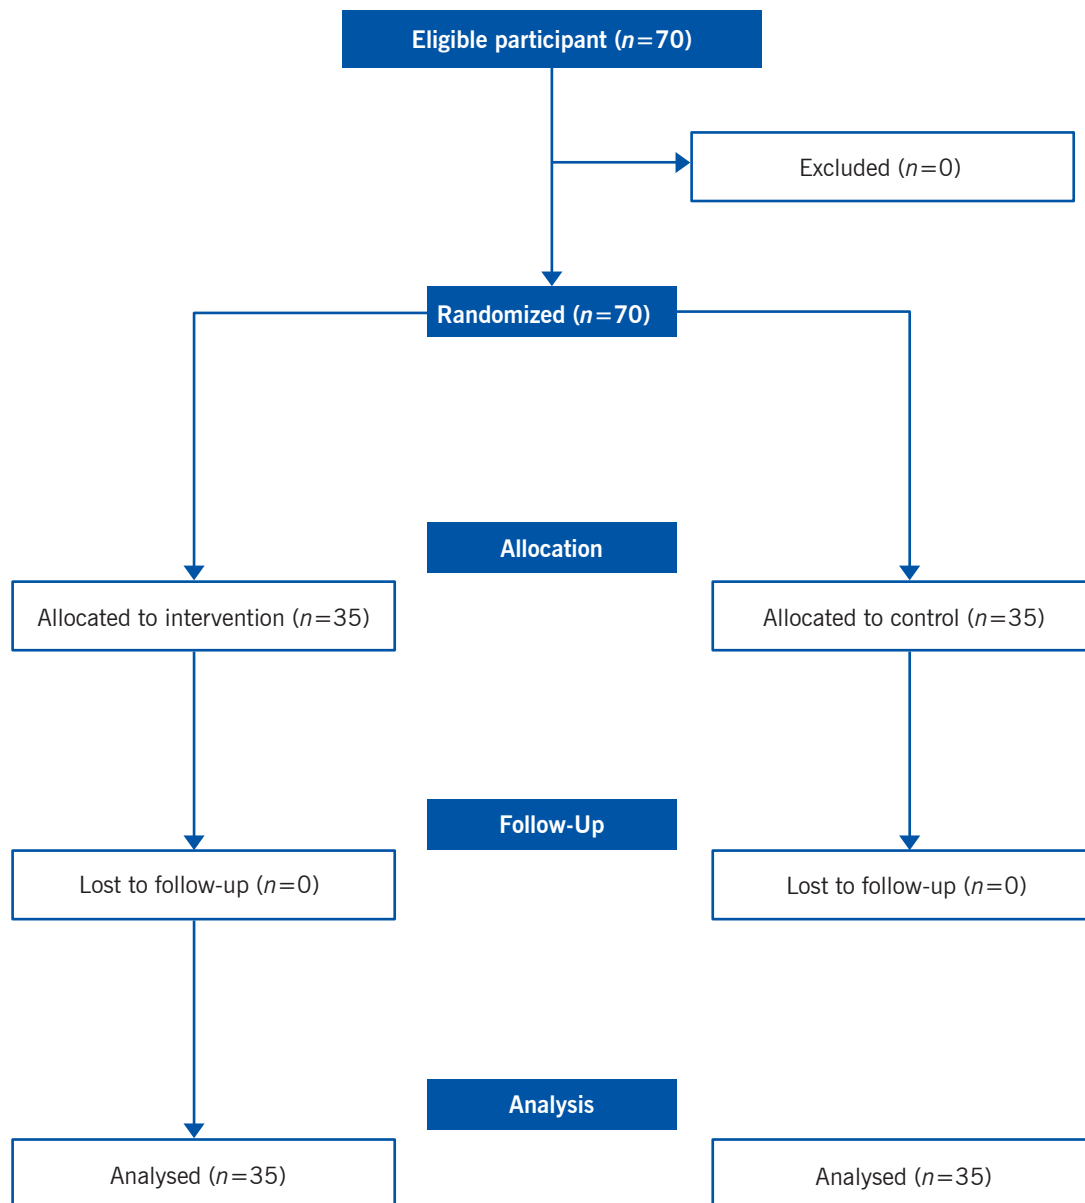 Eligible participant (n=70)
Excluded (n=0)
Randomized (n=70)
Allocation
Allocated to intervention (n=35)
Allocated to control (n=35)
Follow-Up
Lost to follow-up (n=0)
Lost to follow-up (n=0)
Analysis
Analysed (n=35)
Analysed (n=35)